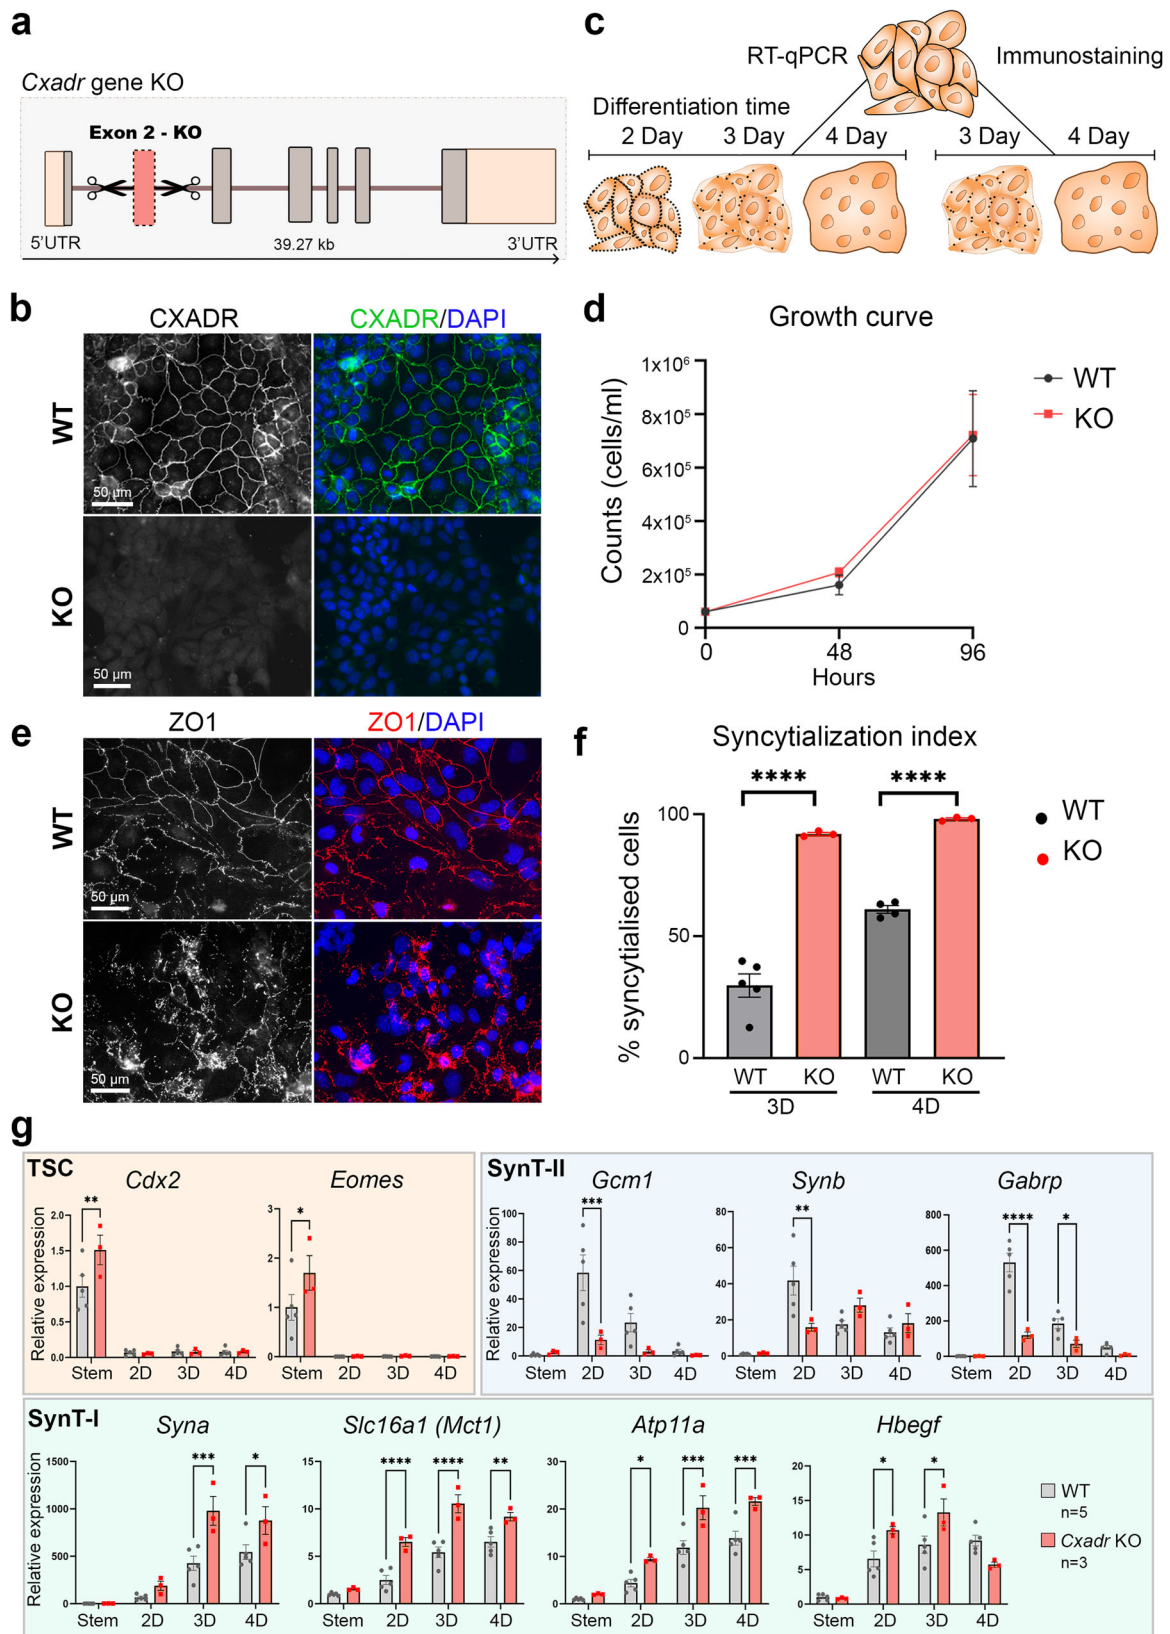 a
Cxadr gene KO
Exon 2 - KO
5'UTR
39.27 kb
3'UTR
c
RT-qPCR
Immunostaining
Differentiation time
2 Day
3 Day
4 Day
3 Day
4 Day
b
CXADR
CXADR/DAPI
WT
50 µm
KO
50 µm
d
Growth curve
Counts (cells/ml)
1x10⁶
8x10⁵
6x10⁵
4x10⁵
2x10⁵
0
0
48
96
Hours
WT
KO
e
ZO1
ZO1/DAPI
WT
50 µm
KO
50 µm
f
Syncytialization index
% syncytialised cells
100
50
0
****
****
WT
KO
WT
KO
3D
4D
WT
KO
g
TSC
Cdx2
Relative expression
2.0
1.5
1.0
0.5
0.0
**
Stem
2D
3D
4D
Eomes
3
2
1
0
*
Stem
2D
3D
4D
SynT-II
Gcm1
100
80
60
40
20
0
***
Stem
2D
3D
4D
Synb
80
60
40
20
0
**
Stem
2D
3D
4D
Gabrp
800
600
400
200
0
****
*
Stem
2D
3D
4D
SynT-I
Syna
Relative expression
1500
1000
500
0
***
*
Stem
2D
3D
4D
Slc16a1 (Mct1)
15
10
5
0
****
****
**
Stem
2D
3D
4D
Atp11a
30
20
10
0
*
***
***
Stem
2D
3D
4D
Hbegf
20
15
10
5
0
*
*
Stem
2D
3D
4D
WT
n=5
Cxadr KO
n=3